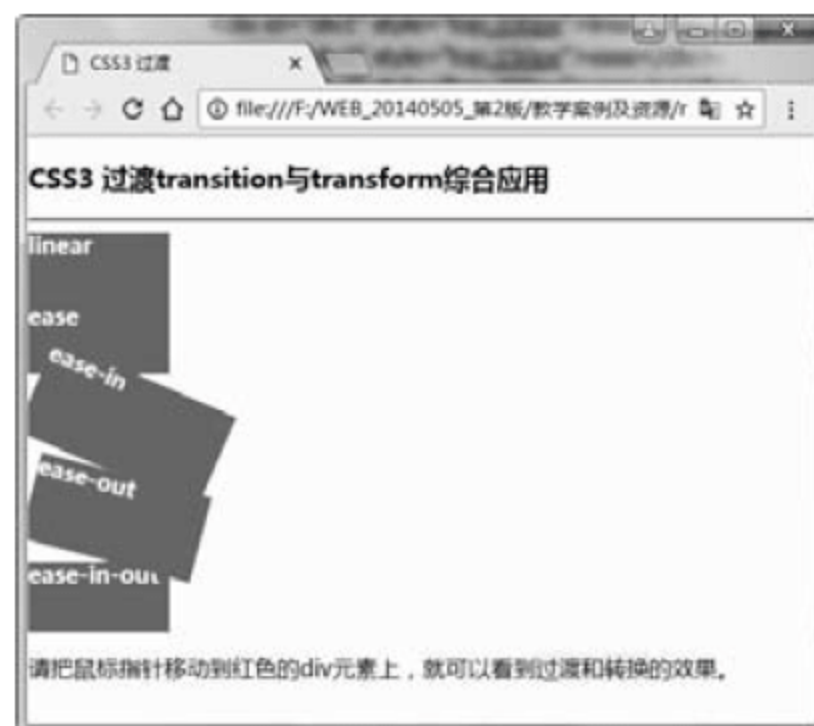 CSS3 过渡
file:///F:/WEB_20140505_第2版/教学案例及资源/r
CSS3 过渡transition与transform综合应用
linear
ease
ease-in
ease-out
ease-in-out
请把鼠标指针移动到红色的div元素上，就可以看到过渡和转换的效果。